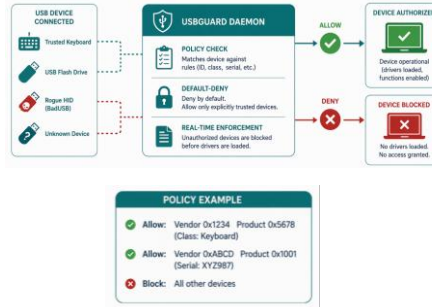 USB DEVICE
CONNECTED
Trusted Keyboard
USB Flash Drive
Rogue HID
(BadUSB)
Unknown Device
USBGUARD DAEMON
POLICY CHECK
Matches device against
rules (ID, class, serial, etc.)
DEFAULT-DENY
Deny by default.
Allow only explicitly trusted devices.
REAL-TIME ENFORCEMENT
Unauthorized devices are blocked
before drivers are loaded.
ALLOW
DENY
DEVICE AUTHORIZED
Device operational
(drivers loaded,
functions enabled)
DEVICE BLOCKED
No drivers loaded.
No access granted.
POLICY EXAMPLE
Allow: Vendor 0x1234 Product 0x5678
(Class: Keyboard)
Allow: Vendor 0xABCD Product 0x1001
(Serial: XYZ987)
Block: All other devices